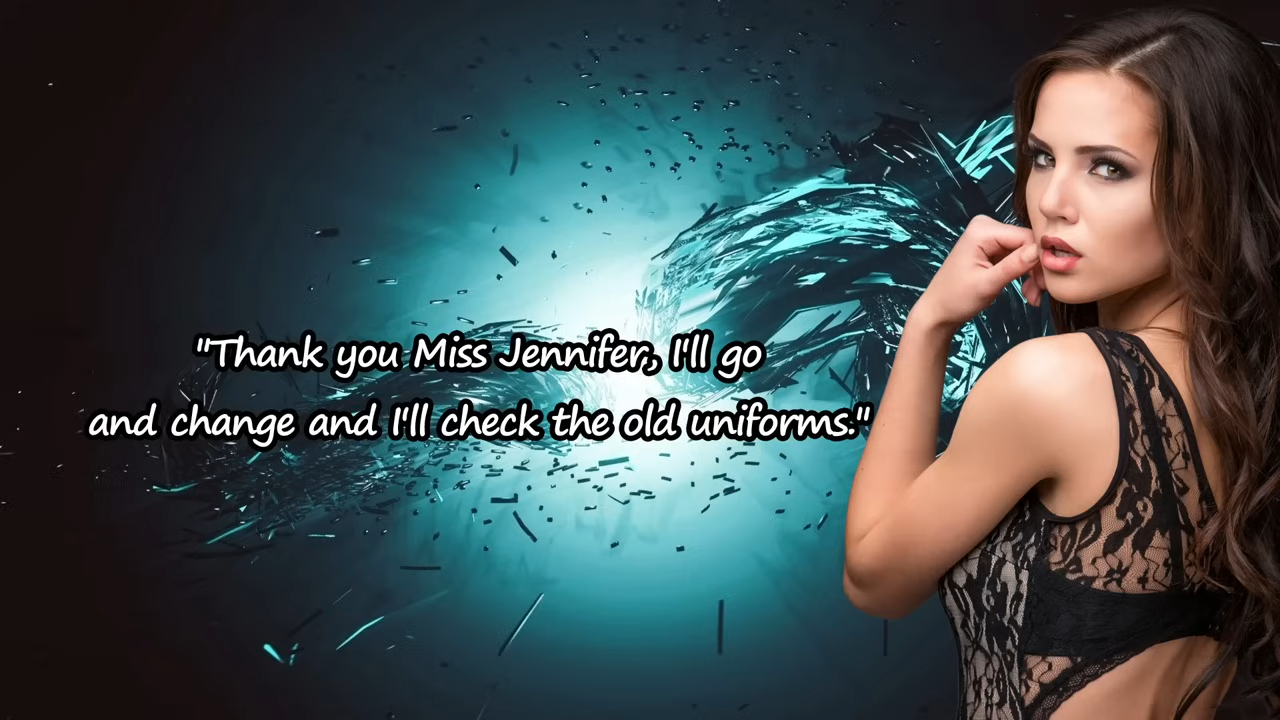 "Thank you Miss Jennifer, I'll go
and change and I'll check the old uniforms."